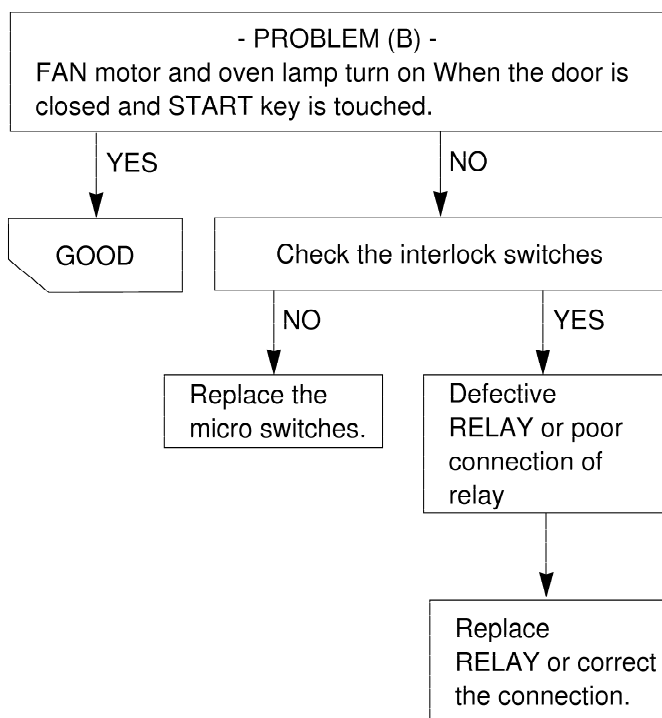 - PROBLEM (B) -
FAN motor and oven lamp turn on When the door is
closed and START key is touched.
YES
NO
GOOD
Check the interlock switches
NO
YES
Replace the
micro switches.
Defective
RELAY or poor
connection of
relay
Replace
RELAY or correct
the connection.